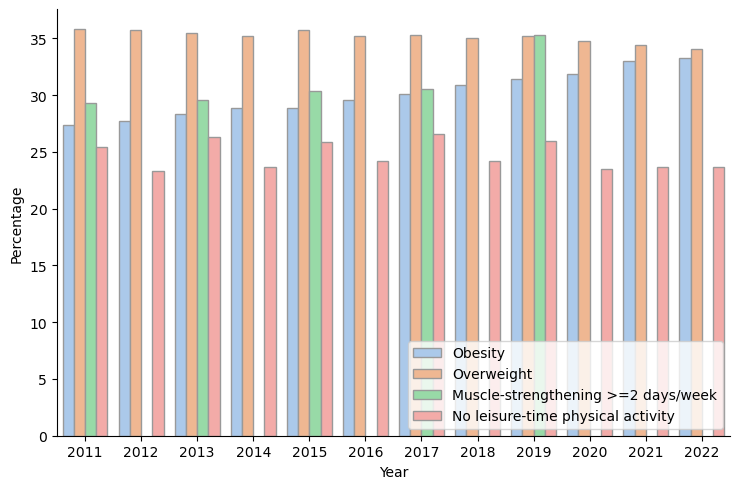 35
30
25
20
15
10
5
0
Percentage
Obesity
Overweight
Muscle-strengthening >=2 days/week
No leisure-time physical activity
2011 2012 2013 2014 2015 2016 2017 2018 2019 2020 2021 2022
Year